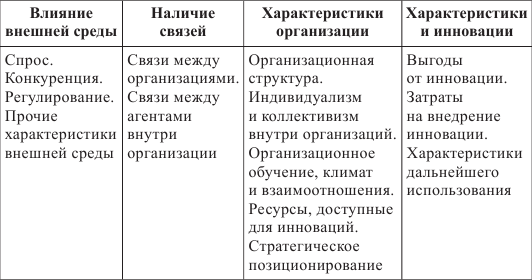 Влияние
внешней среды
Наличие
связей
Характеристики
организации
Характеристики
и инновации
Спрос.
Конкуренция.
Регулирование.
Прочие
характеристики
внешней среды
Связи между
организациями.
Связи между
агентами
внутри
организации
Организационная
структура.
Индивидуализм
и коллективизм
внутри организаций.
Организационное
обучение, климат
и взаимоотношения.
Ресурсы, доступные
для инноваций.
Стратегическое
позиционирование
Выгоды
от инновации.
Затраты
на внедрение
инновации.
Характеристики
дальнейшего
использования